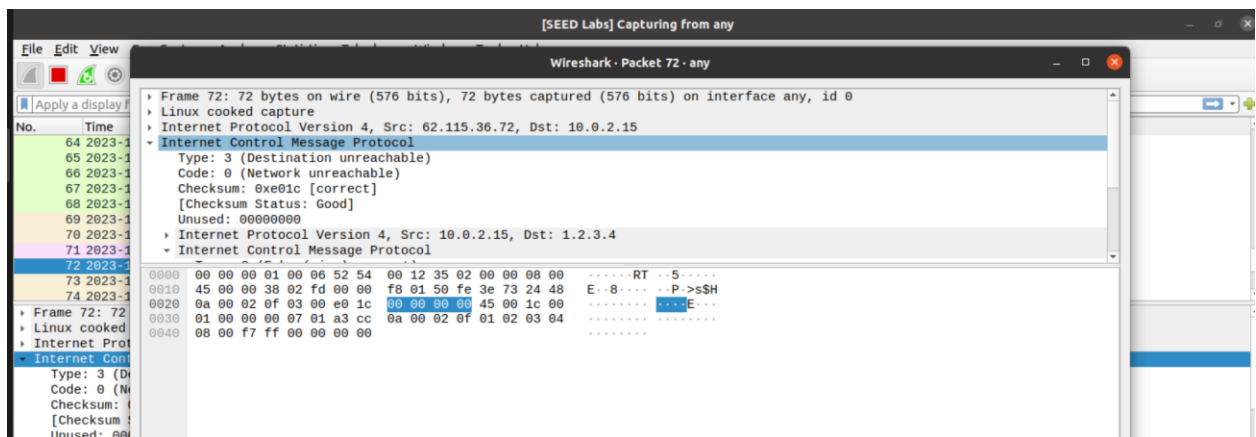 [SEED Labs] Capturing from any
File Edit View
Wireshark · Packet 72 · any
Apply a display f
No. Time
64 2023-1
65 2023-1
66 2023-1
67 2023-1
68 2023-1
69 2023-1
70 2023-1
71 2023-1
72 2023-1
73 2023-1
74 2023-1
Frame 72: 72
Linux cooked
Internet Prot
Internet Cont
Type: 3 (D
Code: 0 (N
Checksum:
[Checksum
Unused: 000
Frame 72: 72 bytes on wire (576 bits), 72 bytes captured (576 bits) on interface any, id 0
Linux cooked capture
Internet Protocol Version 4, Src: 62.115.36.72, Dst: 10.0.2.15
Internet Control Message Protocol
Type: 3 (Destination unreachable)
Code: 0 (Network unreachable)
Checksum: 0xe01c [correct]
[Checksum Status: Good]
Unused: 00000000
Internet Protocol Version 4, Src: 10.0.2.15, Dst: 1.2.3.4
Internet Control Message Protocol
0000 00 00 00 01 00 06 52 54 00 12 35 02 00 00 08 00 ······RT ··5·····
0010 45 00 00 38 02 fd 00 00 f8 01 50 fe 3e 73 24 48 E··8···· ··P·>s$H
0020 0a 00 02 0f 03 00 e0 1c 00 00 00 00 45 00 1c 00 ········ ····E···
0030 01 00 00 00 07 01 a3 cc 0a 00 02 0f 01 02 03 04 ········ ········
0040 08 00 f7 ff 00 00 00 00 ········